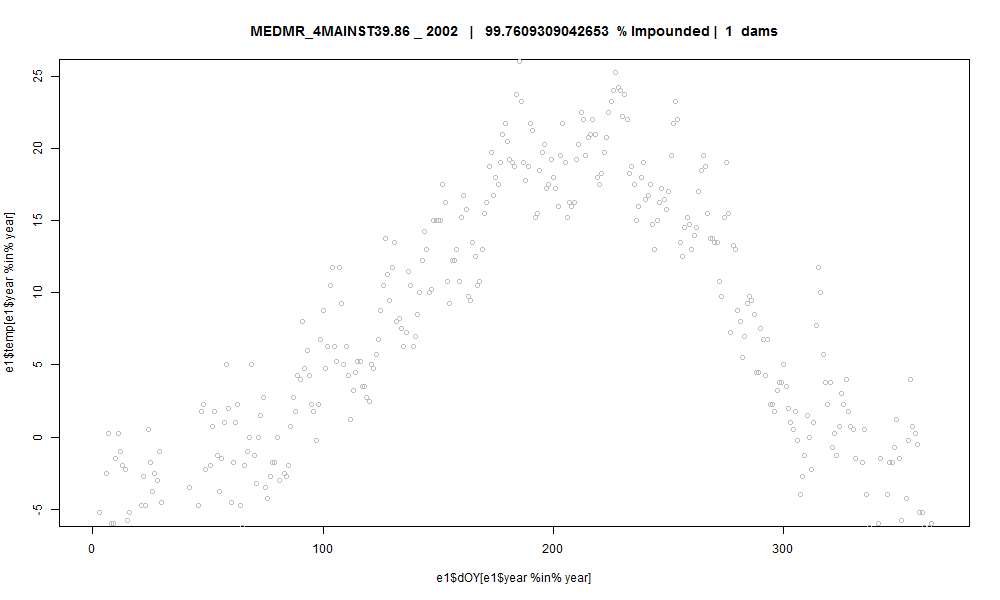 MEDMR_4MAINST39.86 _ 2002 | 99.7609309042653 % Impounded | 1 dams
e1$temp[e1$year %in% year]
25
20
15
10
5
0
-5
0 100 200 300
e1$dOY[e1$year %in% year]